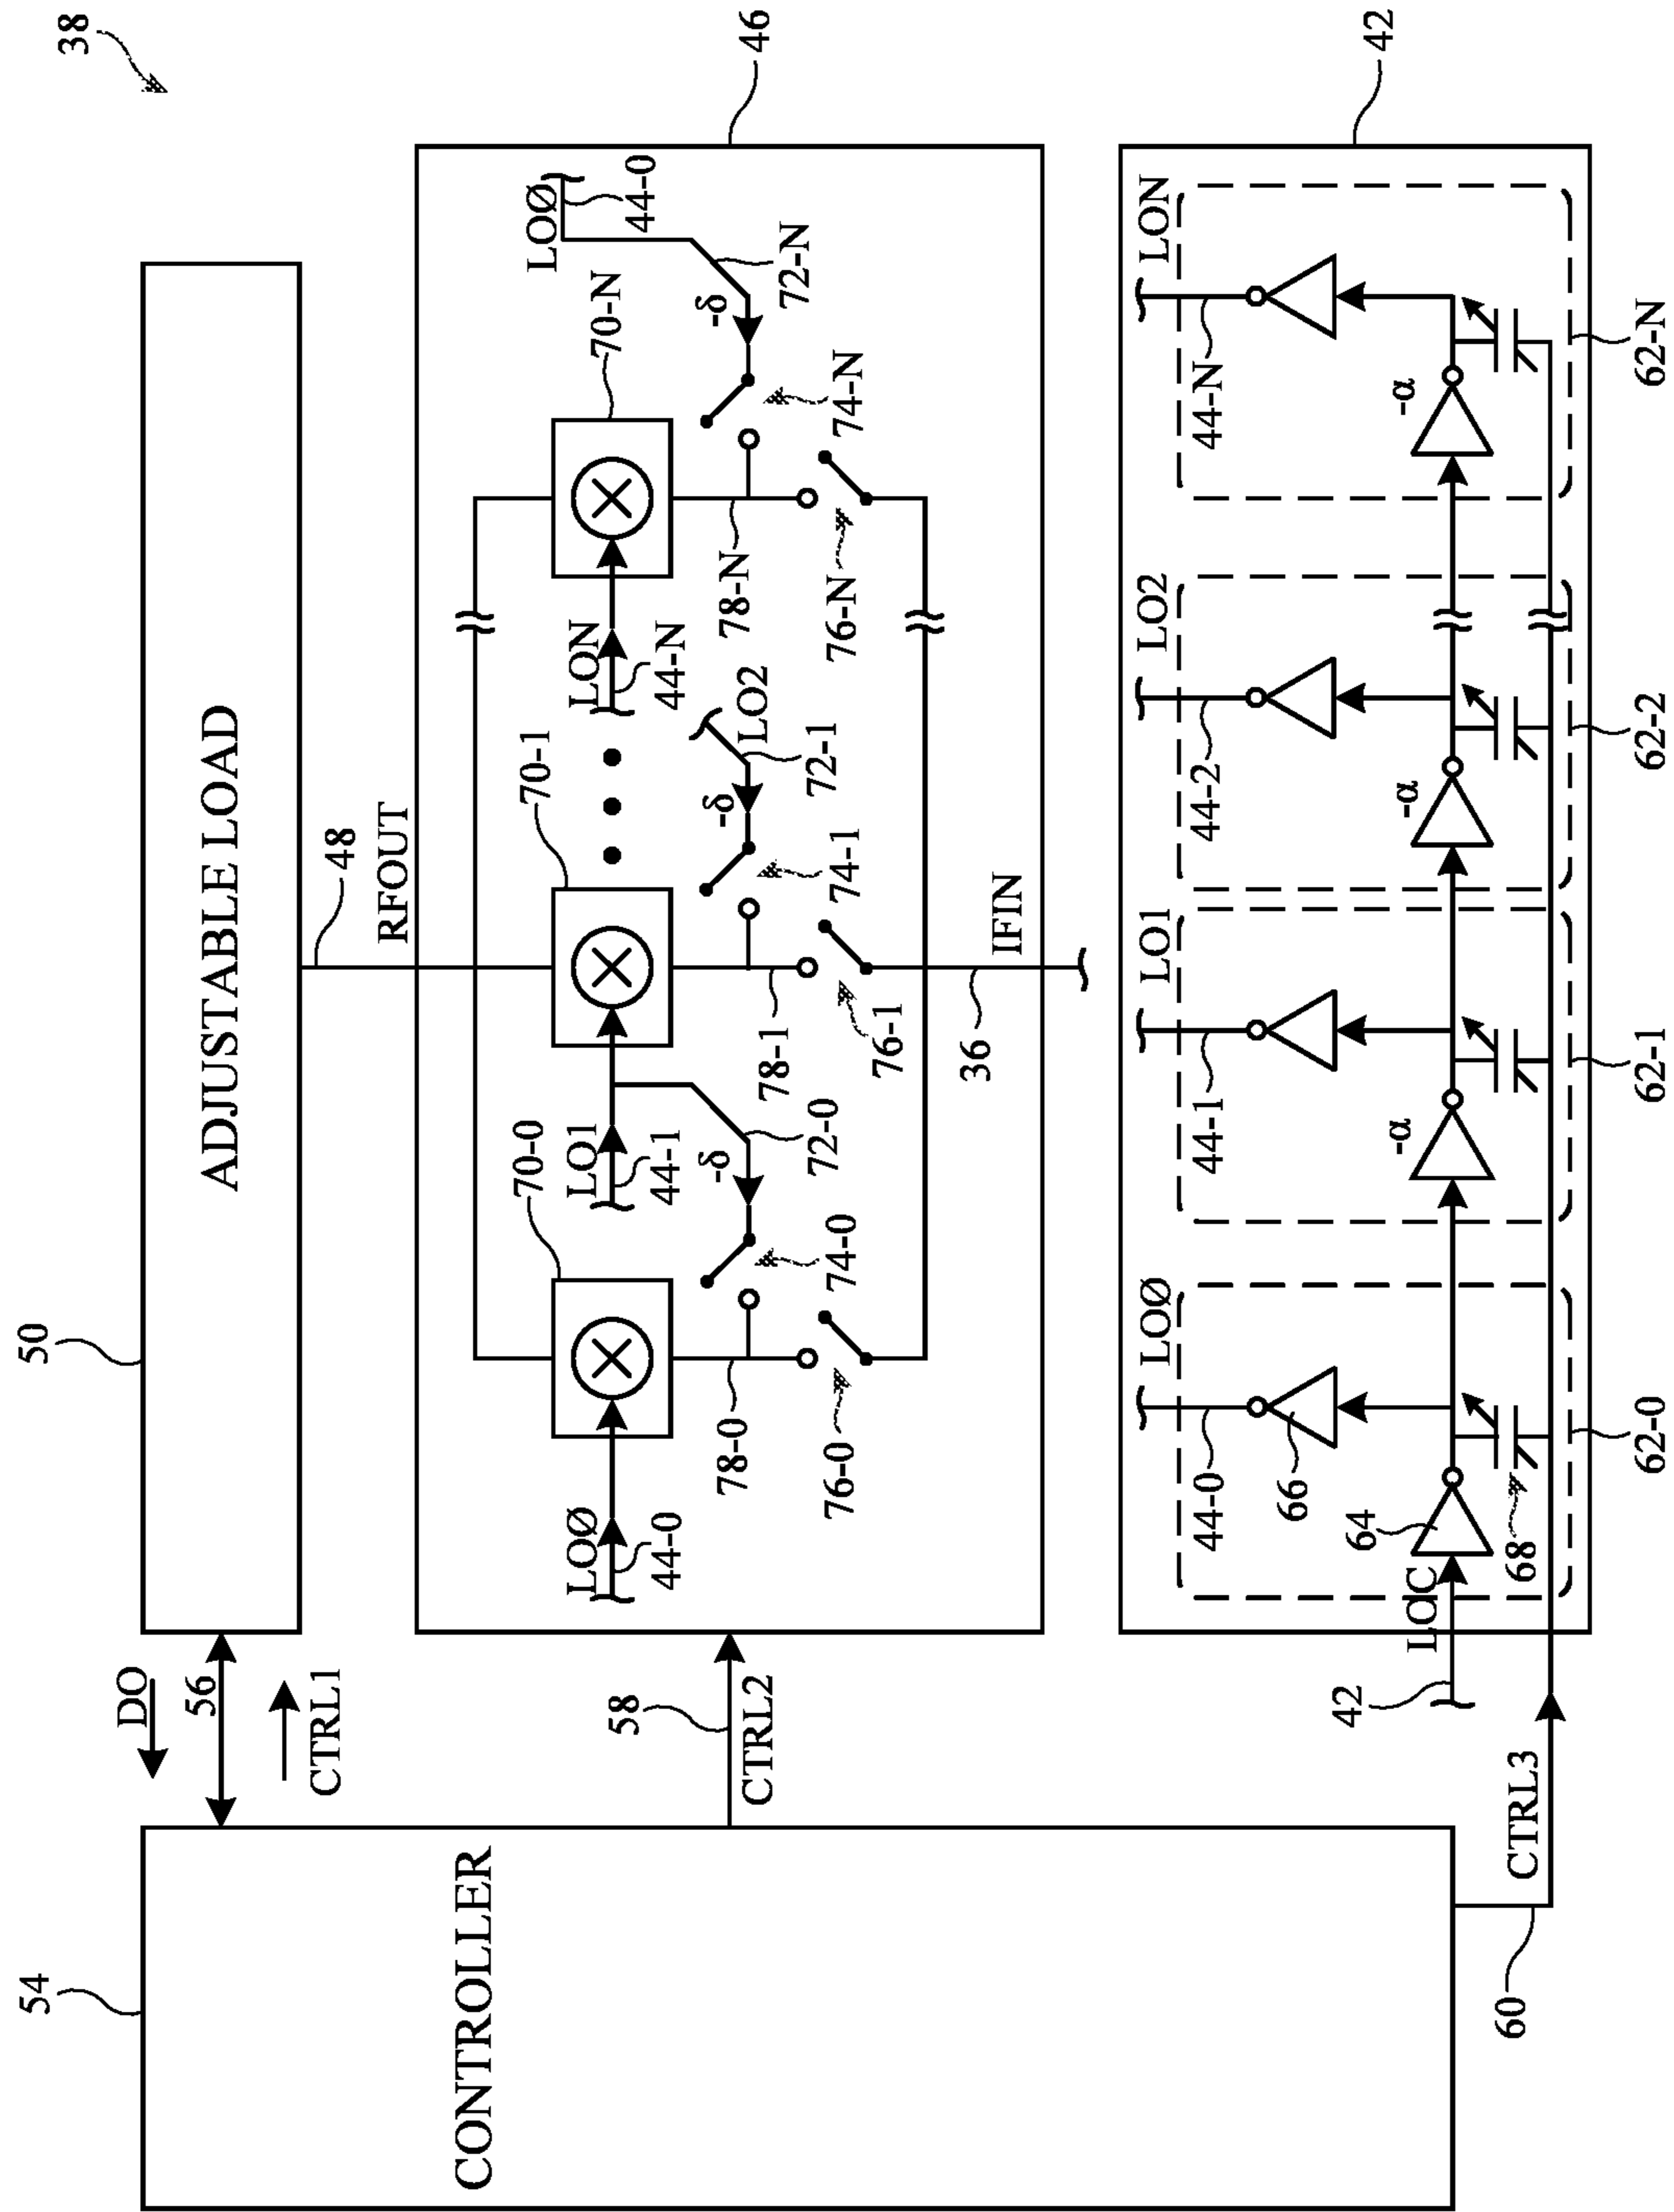 38
50
ADJUSTABLE LOAD
DO
56
CTRL1
48
RFOUT
54
CONTROLLER
58
CTRL2
46
LOØ
44-0
70-0
LO1
44-1
70-1
LON
44-N
70-N
LOØ
44-0
-δ
72-0
74-0
78-0
76-0
-δ
LO2
72-1
74-1
78-1
76-1
-δ
72-N
74-N
78-N
76-N
36
IFIN
42
LOØ
44-0
66
64
68
LOC
42
62-0
LO1
44-1
-α
62-1
LO2
44-2
-α
62-2
LON
44-N
-α
62-N
CTRL3
60